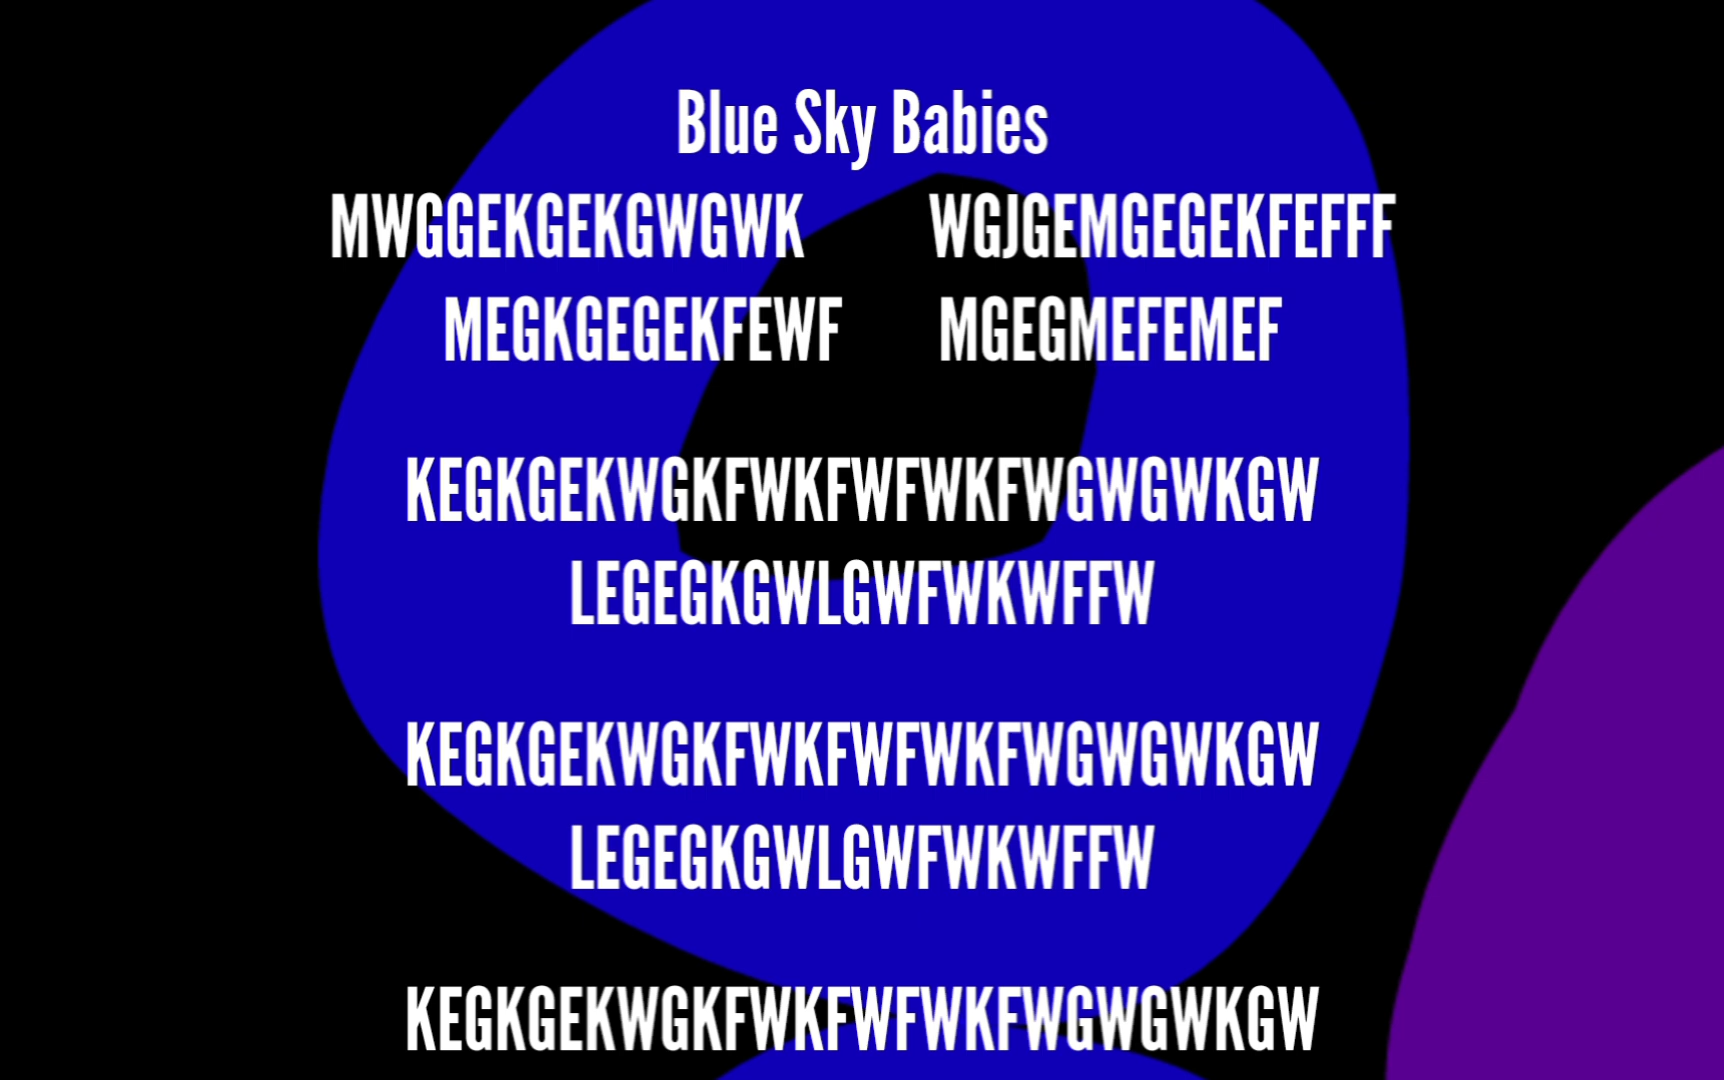 Blue Sky Babies
MWGGEKGEKGWGWK WGJGEMGEGEKFEFFF
MEGKGEGEKFEWF MGEGMEFEMEF
KEGKGEKWGKFWKFWFWKFWGWGWKGW
LEGEGKGWLGWFWKWFFW
KEGKGEKWGKFWKFWFWKFWGWGWKGW
LEGEGKGWLGWFWKWFFW
KEGKGEKWGKFWKFWFWKFWGWGWKGW